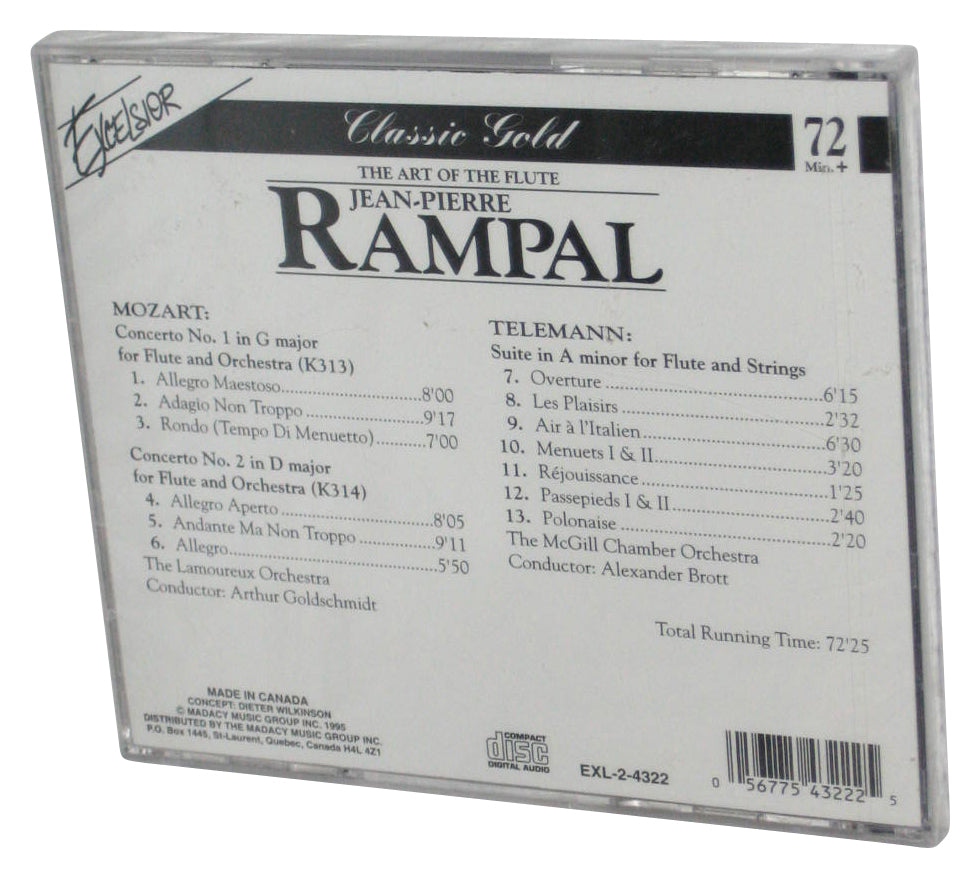 Excelsior
Classic Gold
72
Min.+
THE ART OF THE FLUTE
JEAN-PIERRE
RAMPAL
MOZART:
Concerto No. 1 in G major
for Flute and Orchestra (K313)
1. Allegro Maestoso..............................8'00
2. Adagio Non Troppo.........................9'17
3. Rondo (Tempo Di Menuetto)..........7'00
Concerto No. 2 in D major
for Flute and Orchestra (K314)
4. Allegro Aperto................................8'05
5. Andante Ma Non Troppo................9'11
6. Allegro...........................................5'50
The Lamoureux Orchestra
Conductor: Arthur Goldschmidt
TELEMANN:
Suite in A minor for Flute and Strings
7. Overture.........................................6'15
8. Les Plaisirs......................................2'32
9. Air à l'Italien...................................6'30
10. Menuets I & II................................3'20
11. Réjouissance...................................1'25
12. Passepieds I & II..............................2'40
13. Polonaise........................................2'20
The McGill Chamber Orchestra
Conductor: Alexander Brott
Total Running Time: 72'25
MADE IN CANADA
CONCEPT: DIETER WILKINSON
© MADACY MUSIC GROUP INC. 1995
DISTRIBUTED BY THE MADACY MUSIC GROUP INC.
P.O. Box 1445, St-Laurent, Quebec, Canada H4L 4Z1
COMPACT
disc
DIGITAL AUDIO
EXL-2-4322
0 56775 43222 5